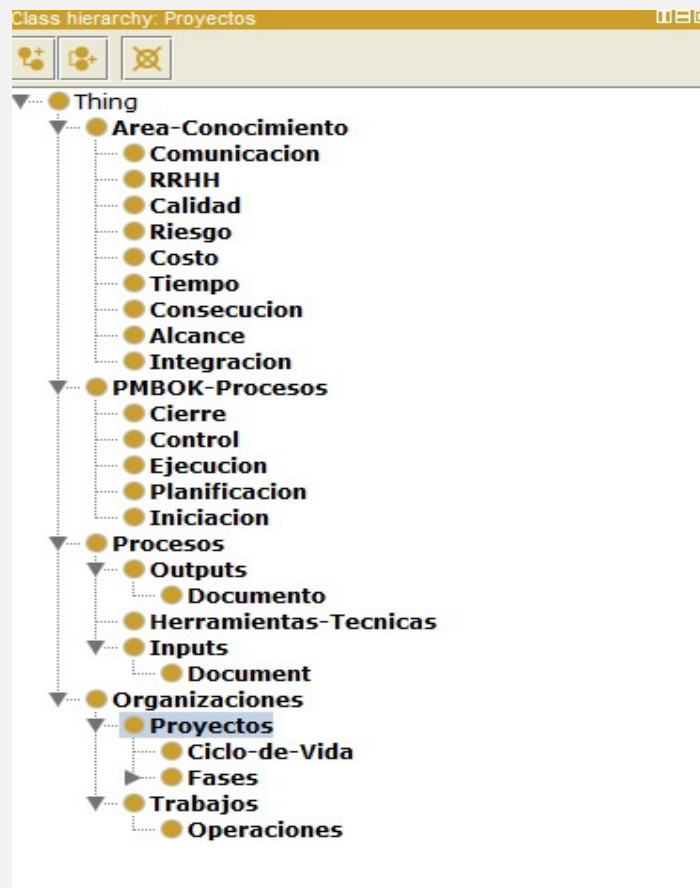 Class hierarchy: Proyectos
Thing
Area-Conocimiento
Comunicacion
RRHH
Calidad
Riesgo
Costo
Tiempo
Consecucion
Alcance
Integracion
PMBOK-Procesos
Cierre
Control
Ejecucion
Planificacion
Iniciacion
Procesos
Outputs
Documento
Herramientas-Tecnicas
Inputs
Document
Organizaciones
Proyectos
Ciclo-de-Vida
Fases
Trabajos
Operaciones